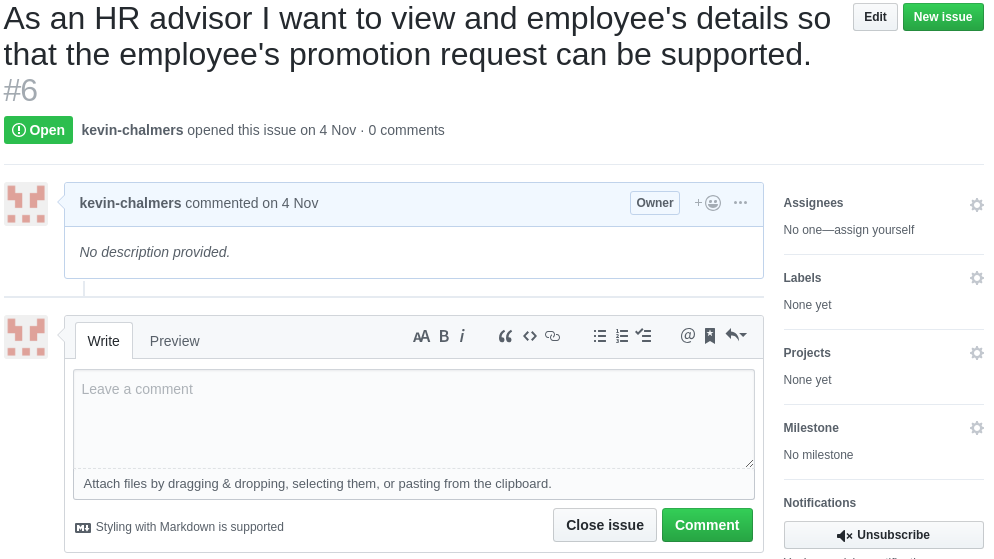 As an HR advisor I want to view and employee's details so
that the employee's promotion request can be supported.
#6
Edit
New issue
Open
kevin-chalmers opened this issue on 4 Nov · 0 comments
kevin-chalmers commented on 4 Nov
Owner
+
No description provided.
Write
Preview
AA B i
Leave a comment
Attach files by dragging & dropping, selecting them, or pasting from the clipboard.
Styling with Markdown is supported
Close issue
Comment
Assignees
No one—assign yourself
Labels
None yet
Projects
None yet
Milestone
No milestone
Notifications
Unsubscribe